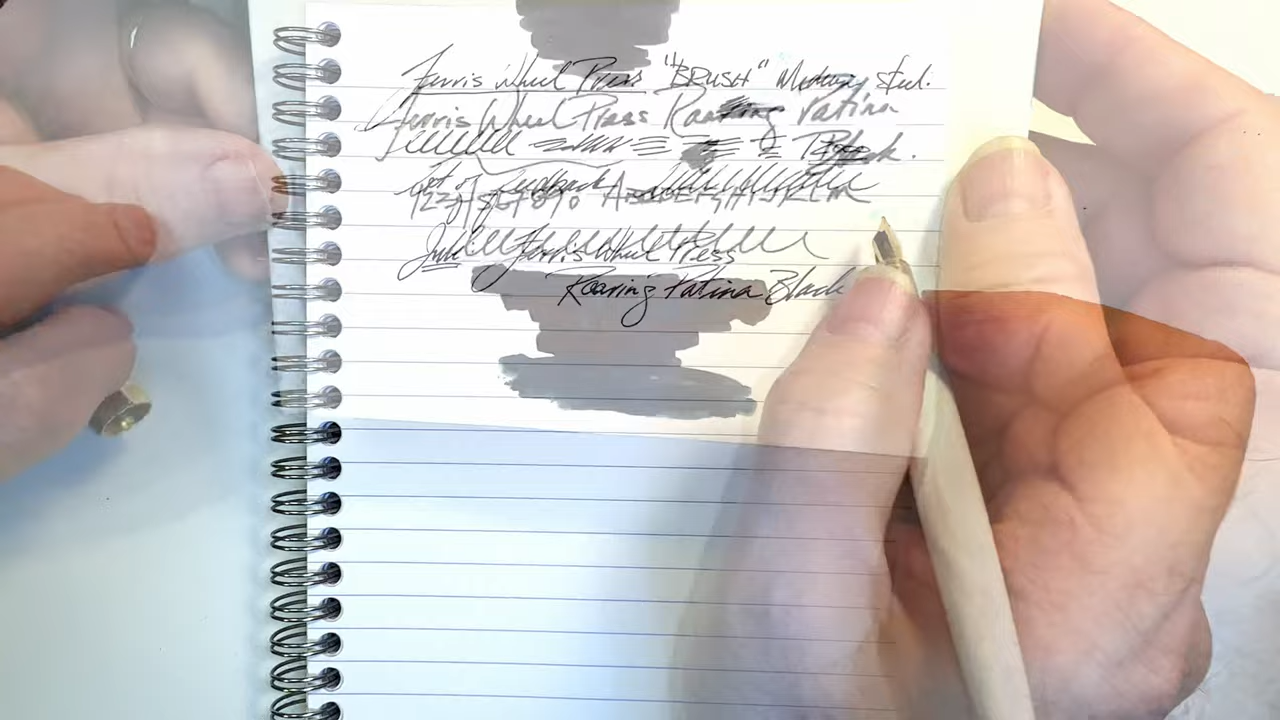 Ferris Wheel Press "BRUSH" Medium Steel.
Ferris Wheel Press Roaring Patina
Black.
Lot of Feedback
1234567890 ABCDEFGHIJKLM
Ink Ferris Wheel Press
Roaring Patina Black